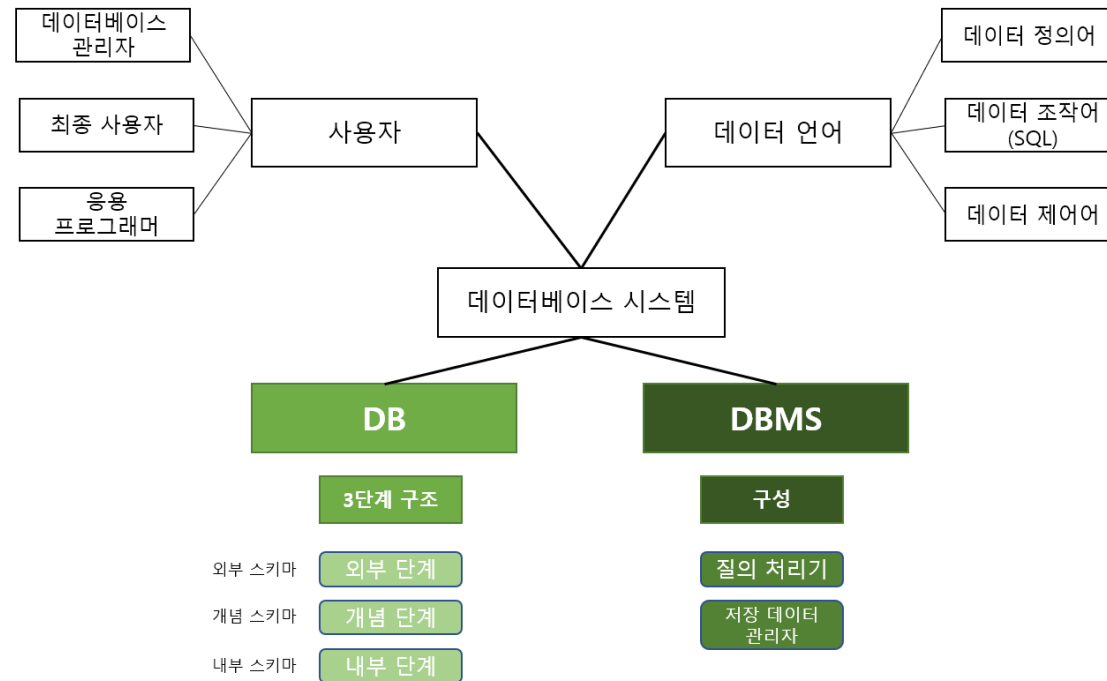 데이터베이스
관리자
데이터 정의어
최종 사용자
사용자
데이터 언어
데이터 조작어
(SQL)
응용
프로그래머
데이터 제어어
데이터베이스 시스템
DB
DBMS
3단계 구조
구성
외부 스키마
외부 단계
질의 처리기
개념 스키마
개념 단계
저장 데이터
관리자
내부 스키마
내부 단계